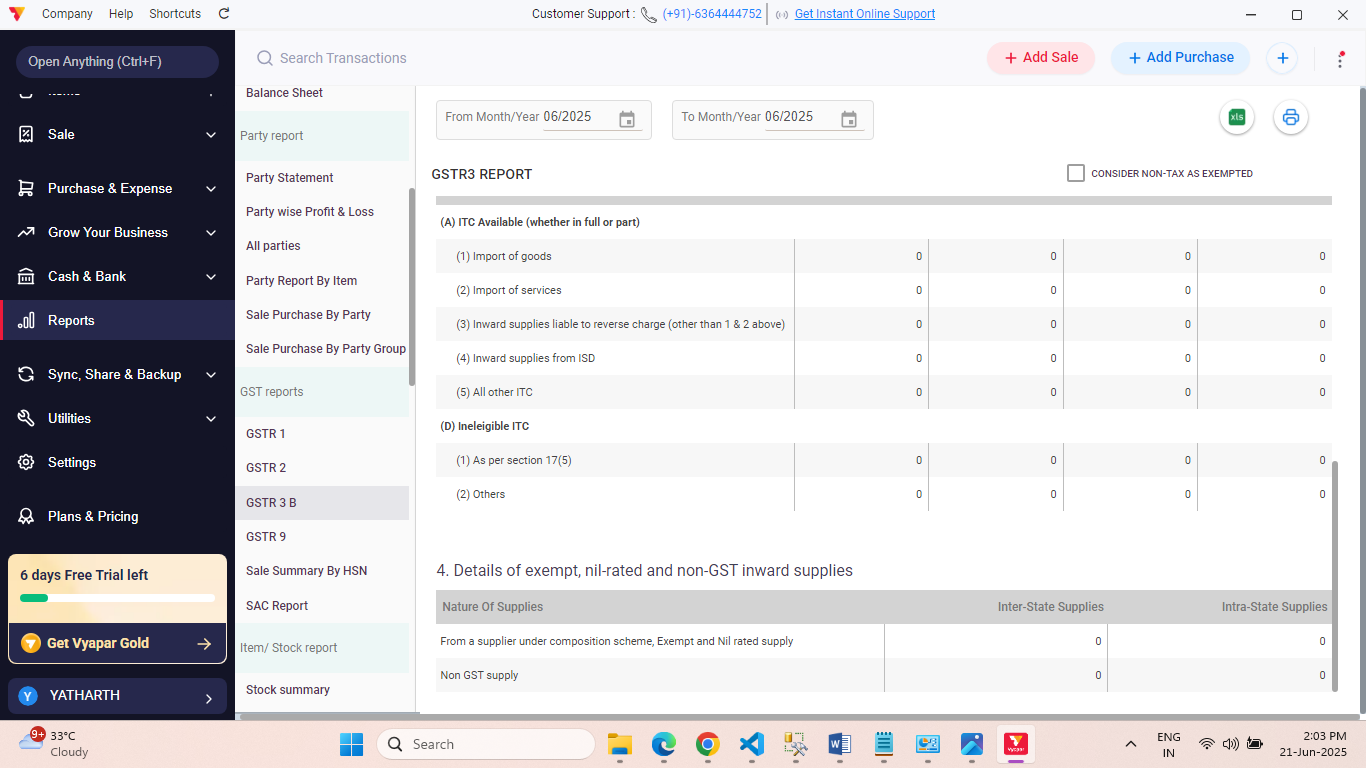 Company Help Shortcuts
Customer Support : (+91)-6364444752 Get Instant Online Support
Open Anything (Ctrl+F)
Search Transactions
Add Sale
Add Purchase
Sale
Purchase & Expense
Grow Your Business
Cash & Bank
Reports
Sync, Share & Backup
Utilities
Settings
Plans & Pricing
6 days Free Trial left
Get Vyapar Gold
Y YATHARTH
Balance Sheet
Party report
Party Statement
Party wise Profit & Loss
All parties
Party Report By Item
Sale Purchase By Party
Sale Purchase By Party Group
GST reports
GSTR 1
GSTR 2
GSTR 3 B
GSTR 9
Sale Summary By HSN
SAC Report
Item/ Stock report
Stock summary
From Month/Year 06/2025
To Month/Year 06/2025
xls
GSTR3 REPORT
CONSIDER NON-TAX AS EXEMPTED
(A) ITC Available (whether in full or part)
(1) Import of goods 0 0 0 0
(2) Import of services 0 0 0 0
(3) Inward supplies liable to reverse charge (other than 1 & 2 above) 0 0 0 0
(4) Inward supplies from ISD 0 0 0 0
(5) All other ITC 0 0 0 0
(D) Ineleigible ITC
(1) As per section 17(5) 0 0 0 0
(2) Others 0 0 0 0
4. Details of exempt, nil-rated and non-GST inward supplies
Nature Of Supplies Inter-State Supplies Intra-State Supplies
From a supplier under composition scheme, Exempt and Nil rated supply 0 0
Non GST supply 0 0
9+
33°C
Cloudy
Search
Vyapar
ENG
IN
2:03 PM
21-Jun-2025